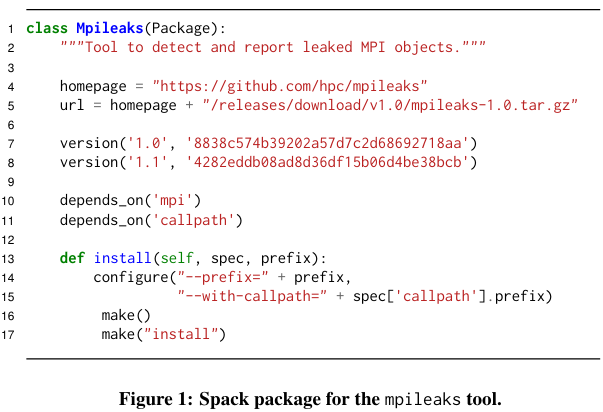 1 class Mpileaks(Package):
2     """Tool to detect and report leaked MPI objects."""
3
4     homepage = "https://github.com/hpc/mpileaks"
5     url = homepage + "/releases/download/v1.0/mpileaks-1.0.tar.gz"
6
7     version('1.0', '8838c574b39202a57d7c2d68692718aa')
8     version('1.1', '4282eddb08ad8d36df15b06d4be38bcb')
9
10     depends_on('mpi')
11     depends_on('callpath')
12
13     def install(self, spec, prefix):
14         configure("--prefix=" + prefix,
15                   "--with-callpath=" + spec['callpath'].prefix)
16          make()
17          make("install")
Figure 1: Spack package for the mpileaks tool.